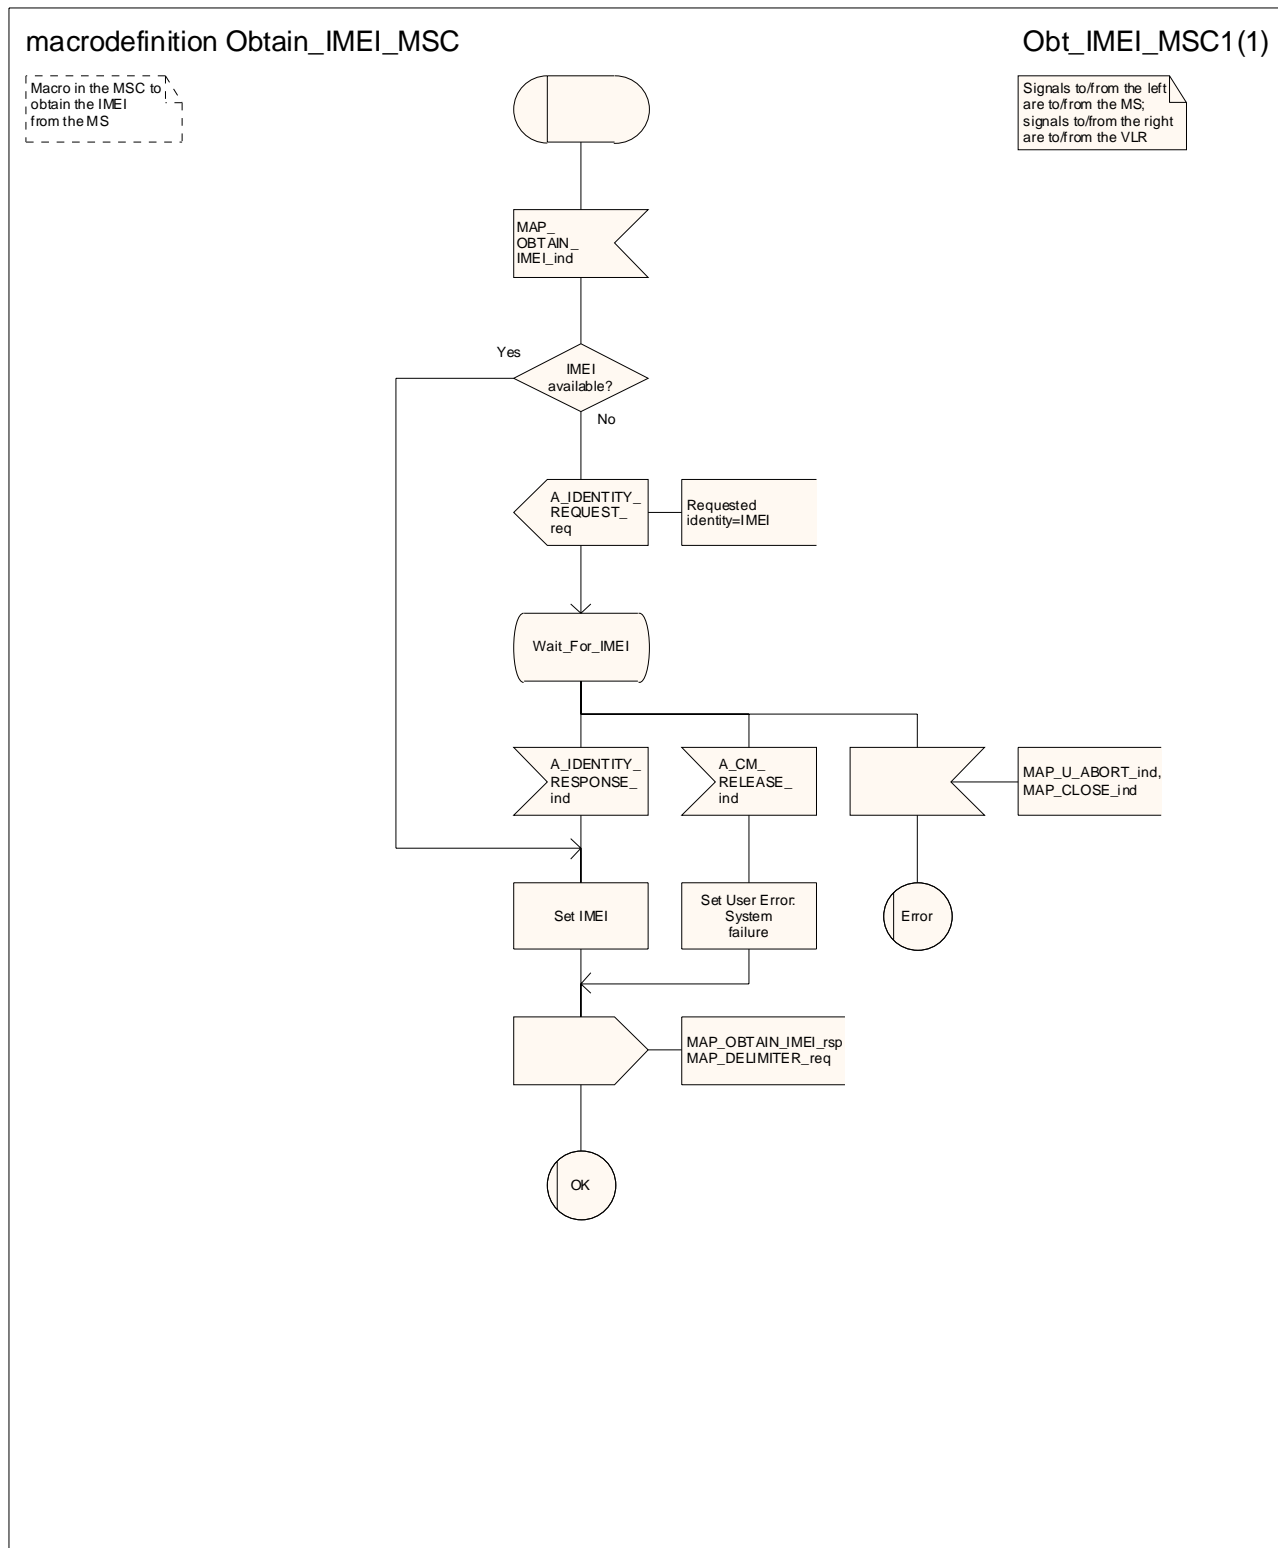 macrodefinition Obtain_IMEI_MSC
Obt_IMEI_MSC1(1)
Macro in the MSC to
obtain the IMEI
from the MS
Signals to/from the left
are to/from the MS;
signals to/from the right
are to/from the VLR
MAP_
OBTAIN_
IMEI_ind
Yes
IMEI
available?
No
A_IDENTITY_
REQUEST_
req
Requested
identity=IMEI
Wait_For_IMEI
A_IDENTITY_
RESPONSE_
ind
A_CM_
RELEASE_
ind
MAP_U_ABORT_ind,
MAP_CLOSE_ind
Set IMEI
Set User Error:
System
failure
Error
MAP_OBTAIN_IMEI_rsp
MAP_DELIMITER_req
OK